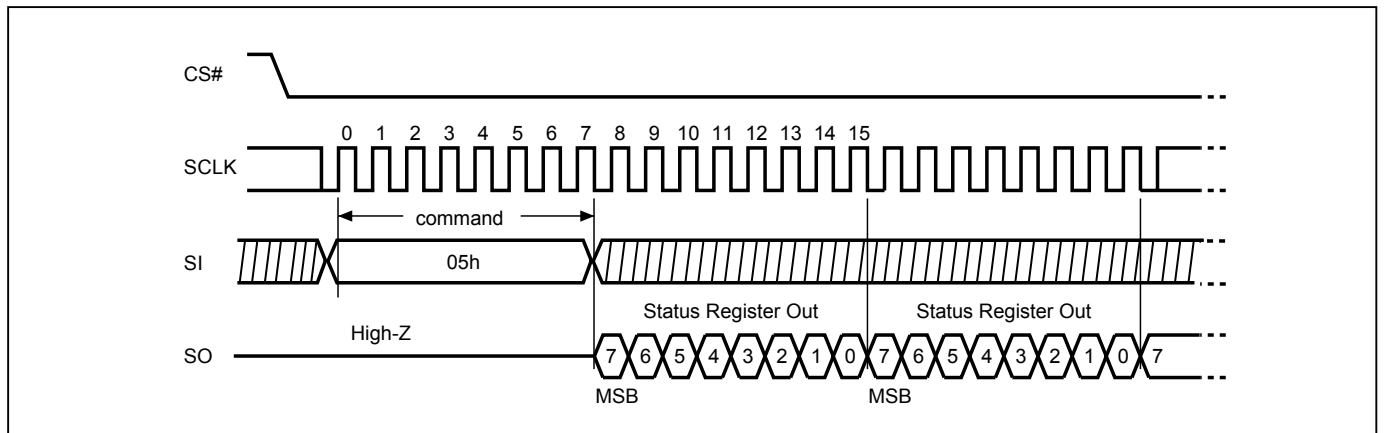 CS#
0 1 2 3 4 5 6 7 8 9 10 11 12 13 14 15
SCLK
command
SI
05h
Status Register Out Status Register Out
High-Z
SO
7 6 5 4 3 2 1 0 7 6 5 4 3 2 1 0 7
MSB MSB